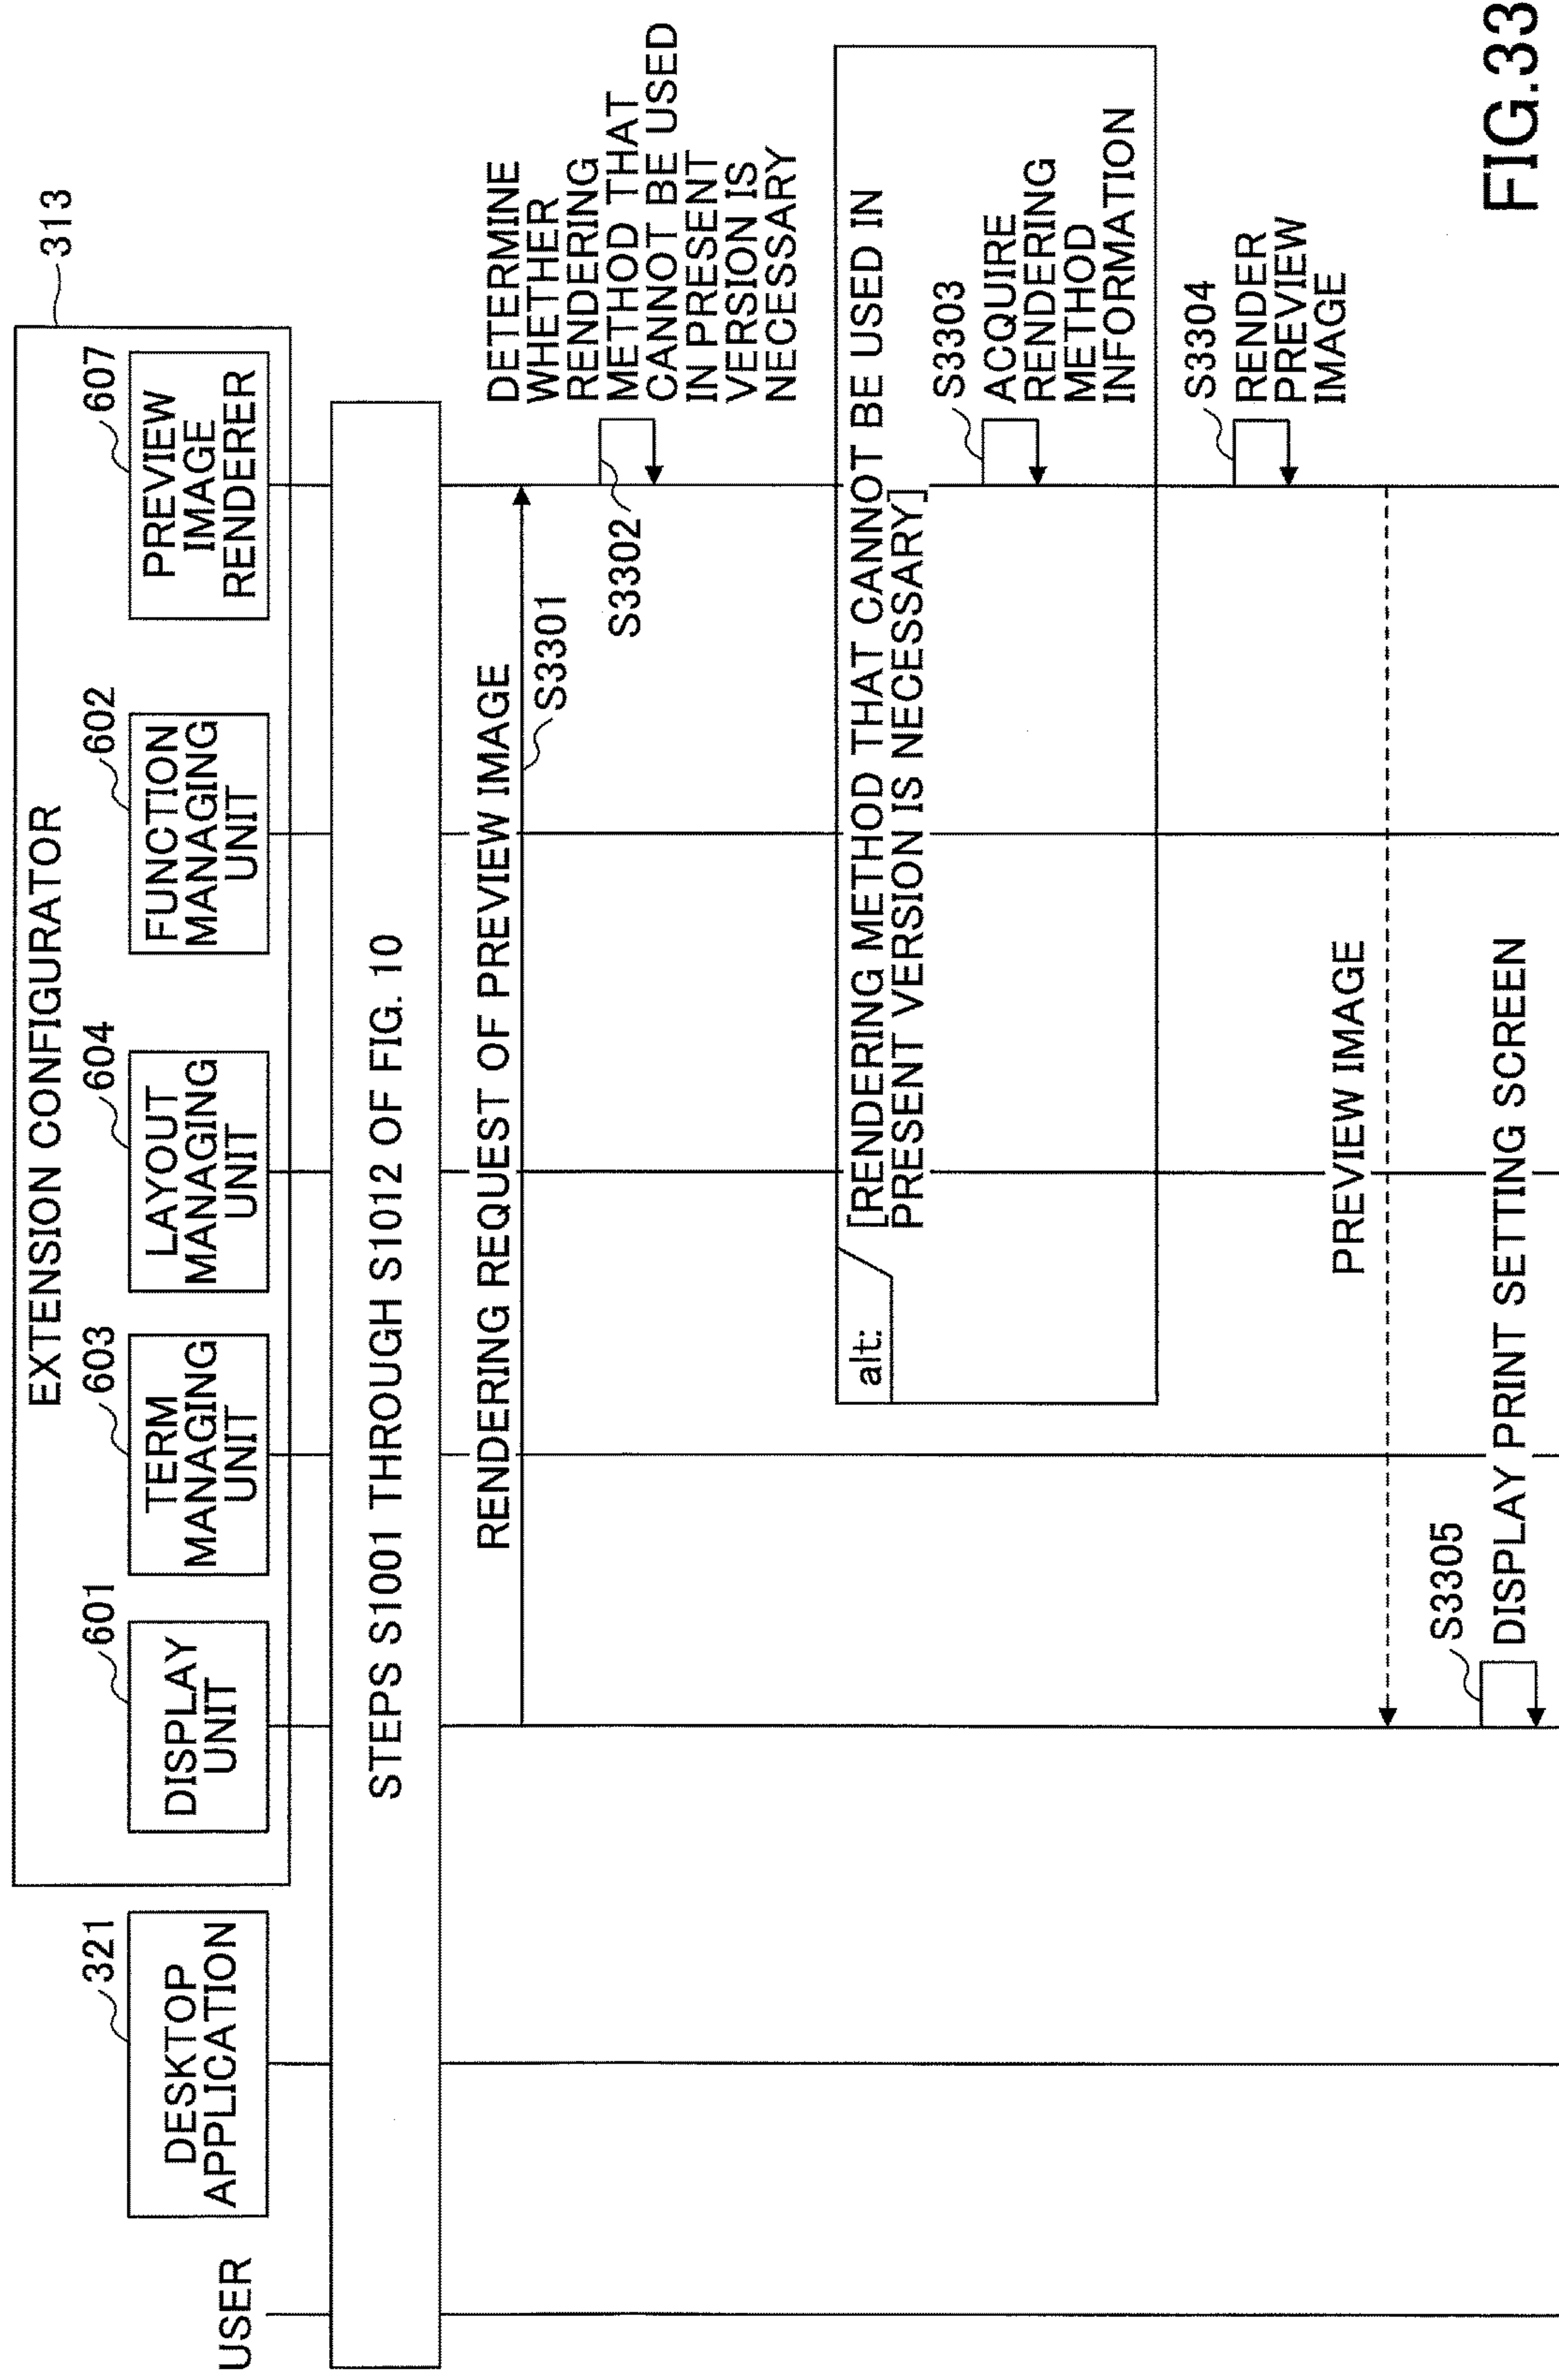 EXTENSION CONFIGURATOR
313
USER
DESKTOP
APPLICATION
321
DISPLAY
UNIT
601
TERM
MANAGING
UNIT
603
LAYOUT
MANAGING
UNIT
604
FUNCTION
MANAGING
UNIT
602
PREVIEW
IMAGE
RENDERER
607
STEPS S1001 THROUGH S1012 OF FIG. 10
RENDERING REQUEST OF PREVIEW IMAGE
S3301
S3302
DETERMINE
WHETHER
RENDERING
METHOD THAT
CANNOT BE USED
IN PRESENT
VERSION IS
NECESSARY
alt:
[RENDERING METHOD THAT CANNOT BE USED IN
PRESENT VERSION IS NECESSARY]
S3303
ACQUIRE
RENDERING
METHOD
INFORMATION
S3304
RENDER
PREVIEW
IMAGE
PREVIEW IMAGE
S3305
DISPLAY PRINT SETTING SCREEN
FIG.33